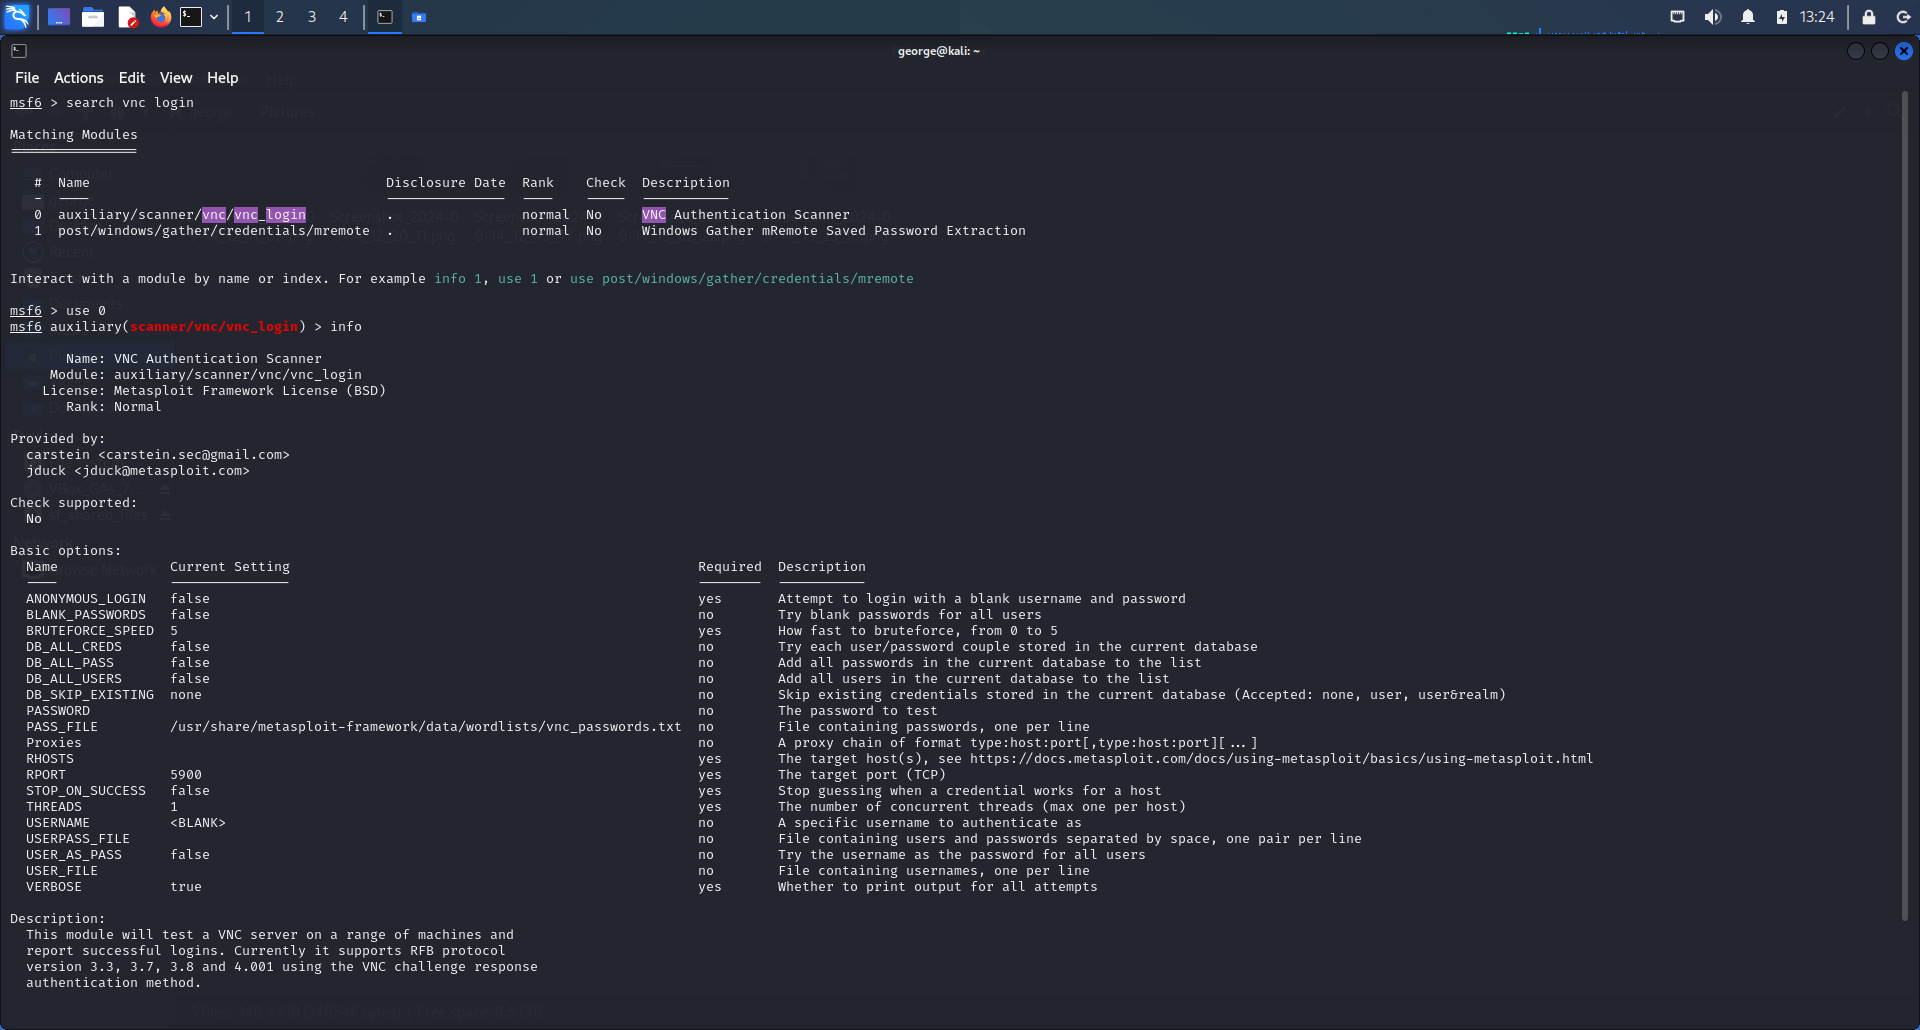 1 2 3 4 13:24
george@kali: ~
File Actions Edit View Help
msf6 > search vnc login
Matching Modules
================
# Name Disclosure Date Rank Check Description
- ---- --------------- ---- ----- -----------
0 auxiliary/scanner/vnc/vnc_login . normal No VNC Authentication Scanner
1 post/windows/gather/credentials/mremote . normal No Windows Gather mRemote Saved Password Extraction
Interact with a module by name or index. For example info 1, use 1 or use post/windows/gather/credentials/mremote
msf6 > use 0
msf6 auxiliary(scanner/vnc/vnc_login) > info
Name: VNC Authentication Scanner
Module: auxiliary/scanner/vnc/vnc_login
License: Metasploit Framework License (BSD)
Rank: Normal
Provided by:
carstein <carstein.sec@gmail.com>
jduck <jduck@metasploit.com>
Check supported:
No
Basic options:
Name Current Setting Required Description
---- --------------- -------- -----------
ANONYMOUS_LOGIN false yes Attempt to login with a blank username and password
BLANK_PASSWORDS false no Try blank passwords for all users
BRUTEFORCE_SPEED 5 yes How fast to bruteforce, from 0 to 5
DB_ALL_CREDS false no Try each user/password couple stored in the current database
DB_ALL_PASS false no Add all passwords in the current database to the list
DB_ALL_USERS false no Add all users in the current database to the list
DB_SKIP_EXISTING none no Skip existing credentials stored in the current database (Accepted: none, user, user&realm)
PASSWORD no The password to test
PASS_FILE /usr/share/metasploit-framework/data/wordlists/vnc_passwords.txt no File containing passwords, one per line
Proxies no A proxy chain of format type:host:port[,type:host:port][...]
RHOSTS yes The target host(s), see https://docs.metasploit.com/docs/using-metasploit/basics/using-metasploit.html
RPORT 5900 yes The target port (TCP)
STOP_ON_SUCCESS false yes Stop guessing when a credential works for a host
THREADS 1 yes The number of concurrent threads (max one per host)
USERNAME <BLANK> no A specific username to authenticate as
USERPASS_FILE no File containing users and passwords separated by space, one pair per line
USER_AS_PASS false no Try the username as the password for all users
USER_FILE no File containing usernames, one per line
VERBOSE true yes Whether to print output for all attempts
Description:
This module will test a VNC server on a range of machines and
report successful logins. Currently it supports RFB protocol
version 3.3, 3.7, 3.8 and 4.001 using the VNC challenge response
authentication method.